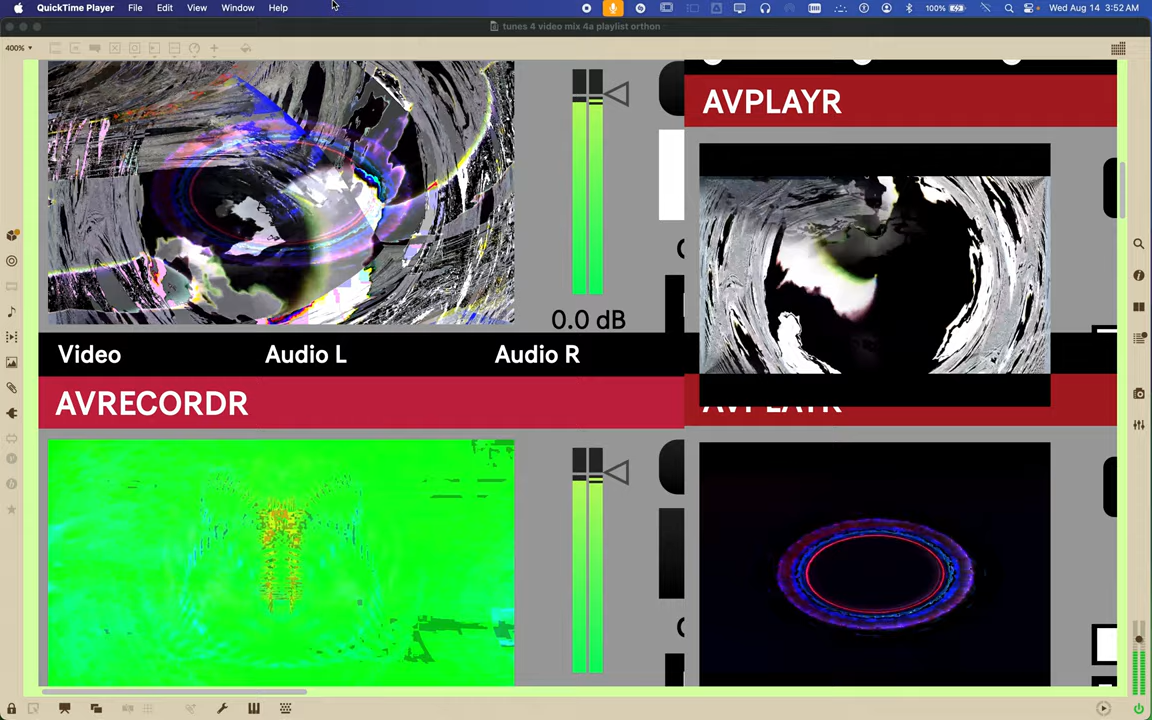 QuickTime Player File Edit View Window Help 100% Wed Aug 14 3:52 AM
tunes 4 video mix 4a playlist orthon
400%
AVPLAYR
0.0 dB
Video Audio L Audio R
AVRECORDR
AVPLAYR